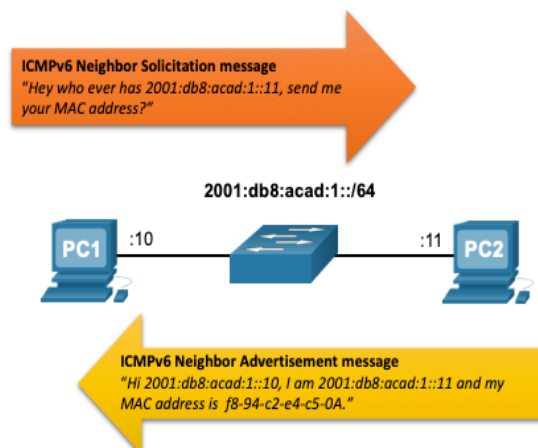 ICMPv6 Neighbor Solicitation message
"Hey who ever has 2001:db8:acad:1::11, send me
your MAC address?"
2001:db8:acad:1::/64
PC1
:10
:11
PC2
ICMPv6 Neighbor Advertisement message
"Hi 2001:db8:acad:1::10, I am 2001:db8:acad:1::11 and my
MAC address is f8-94-c2-e4-c5-0A."